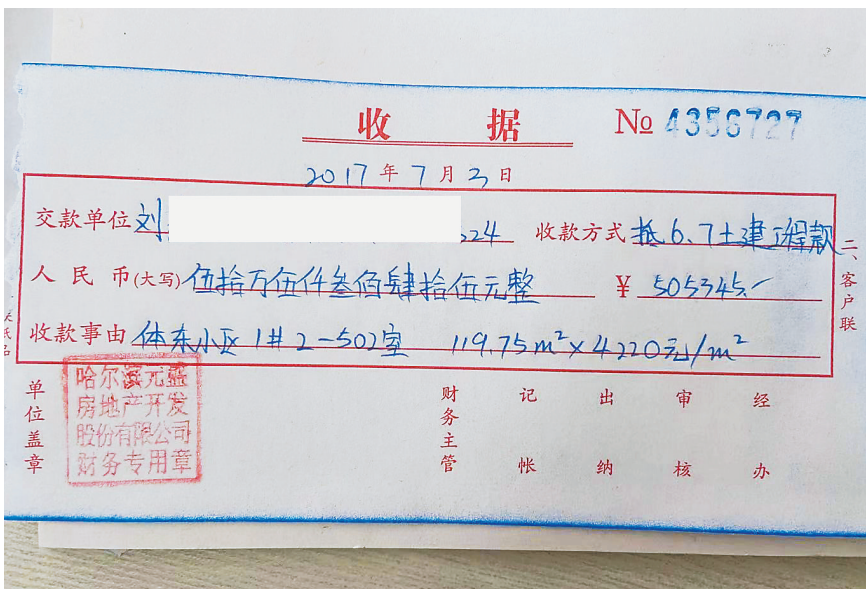 收据 № 4356727
2017年7月3日
交款单位 刘 324 收款方式 抵6.7土建工程款
人民币(大写) 伍拾万伍仟叁佰肆拾伍元整 ¥ 505345.-
收款事由 体东小区1#2-502室 119.75m²×4220元/m²
二、客户联
单位盖章
哈尔滨元盛
房地产开发
股份有限公司
财务专用章
财务主管 记帐 出纳 审核 经办